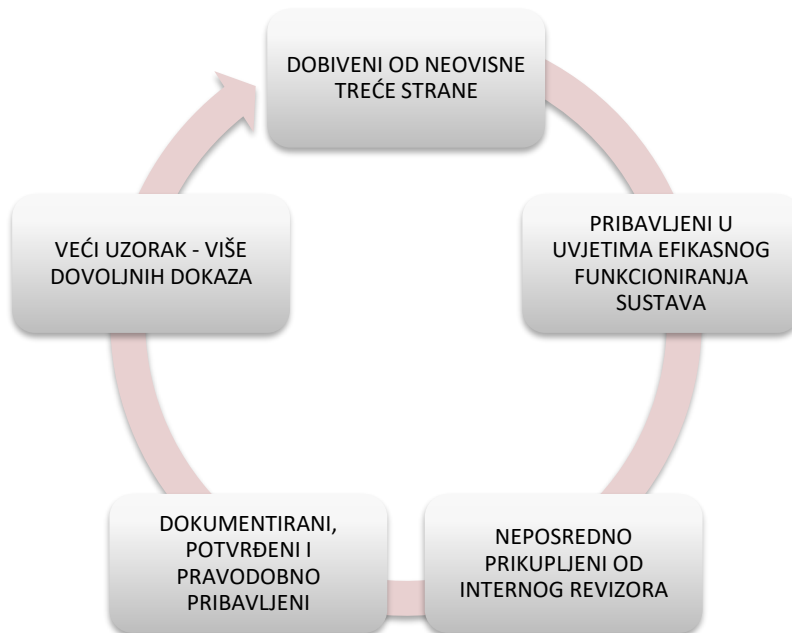 DOBIVENI OD NEOVISNE
TREĆE STRANE
PRIBAVLJENI U
UVJETIMA EFIKASNOG
FUNKCIONIRANJA
SUSTAVA
NEPOSREDNO
PRIKUPLJENI OD
INTERNOG REVIZORA
DOKUMENTIRANI,
POTVRĐENI I
PRAVODOBNO
PRIBAVLJENI
VEĆI UZORAK - VIŠE
DOVOLJNIH DOKAZA